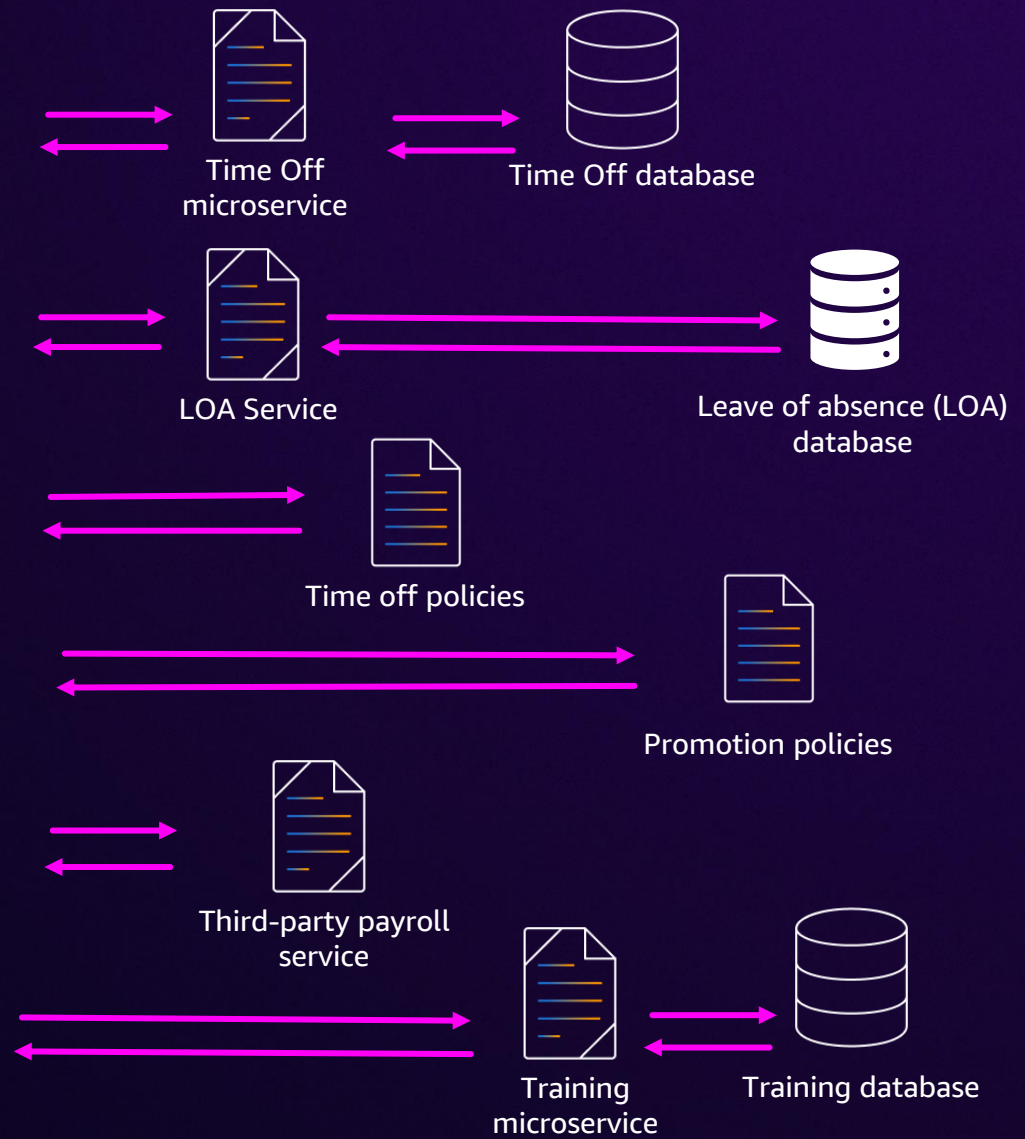 Time Off
microservice
Time Off database
LOA Service
Leave of absence (LOA)
database
Time off policies
Promotion policies
Third-party payroll
service
Training
microservice
Training database